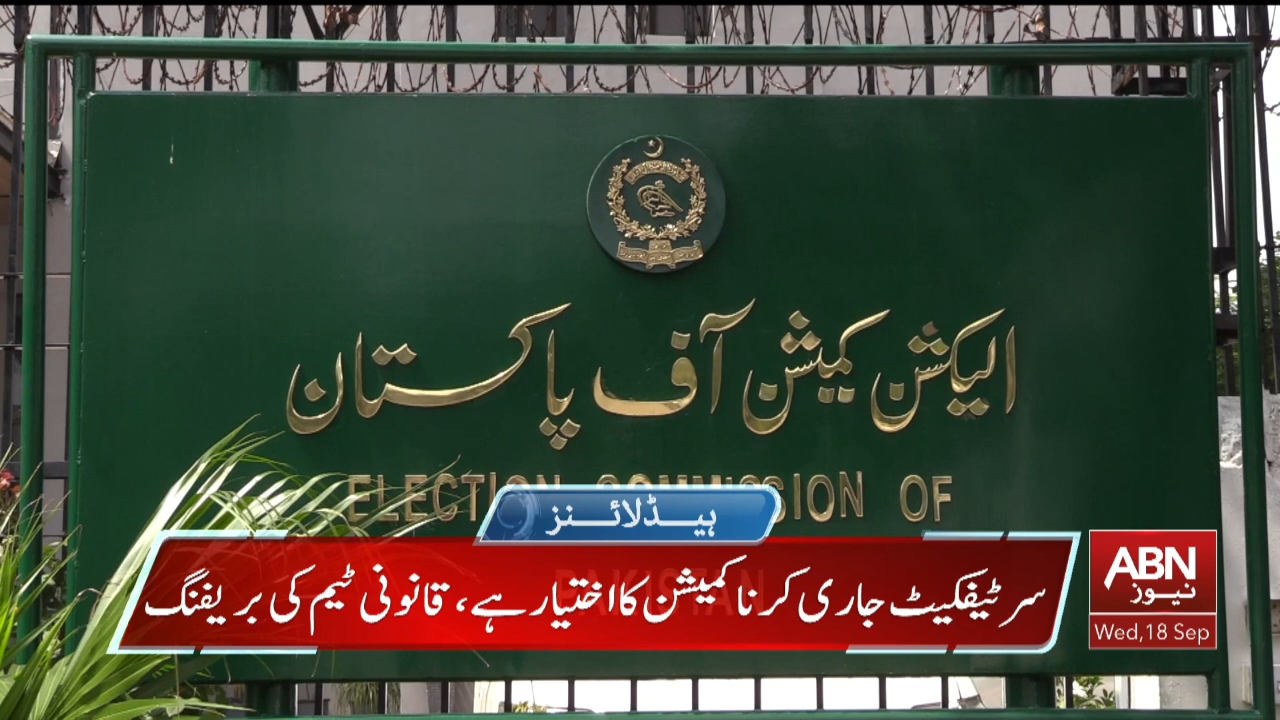 الیکشن کمیشن آف پاکستان
ELECTION COMMISSION OF
PAKISTAN
ہیڈلائنز
سرٹیفکیٹ جاری کرنا کمیشن کا اختیار ہے، قانونی ٹیم کی بریفنگ
ABN
نیوز
Wed,18 Sep